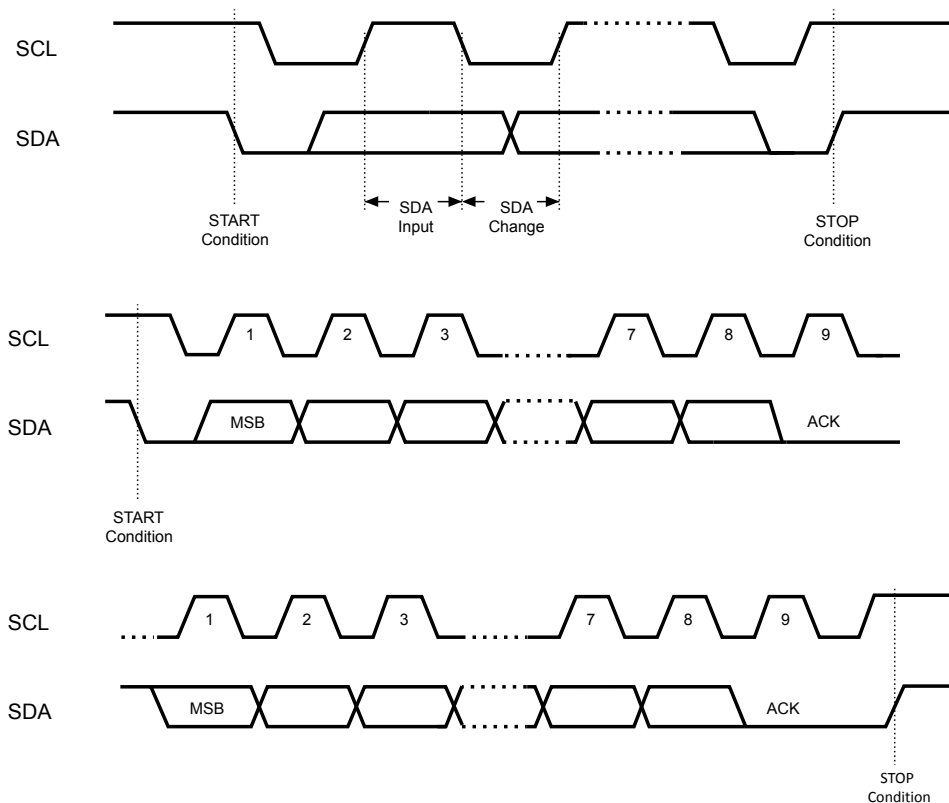 SCL
SDA
START
Condition
SDA
Input
SDA
Change
STOP
Condition
SCL
1 2 3 7 8 9
SDA
MSB ACK
START
Condition
SCL
1 2 3 7 8 9
SDA
MSB ACK
STOP
Condition